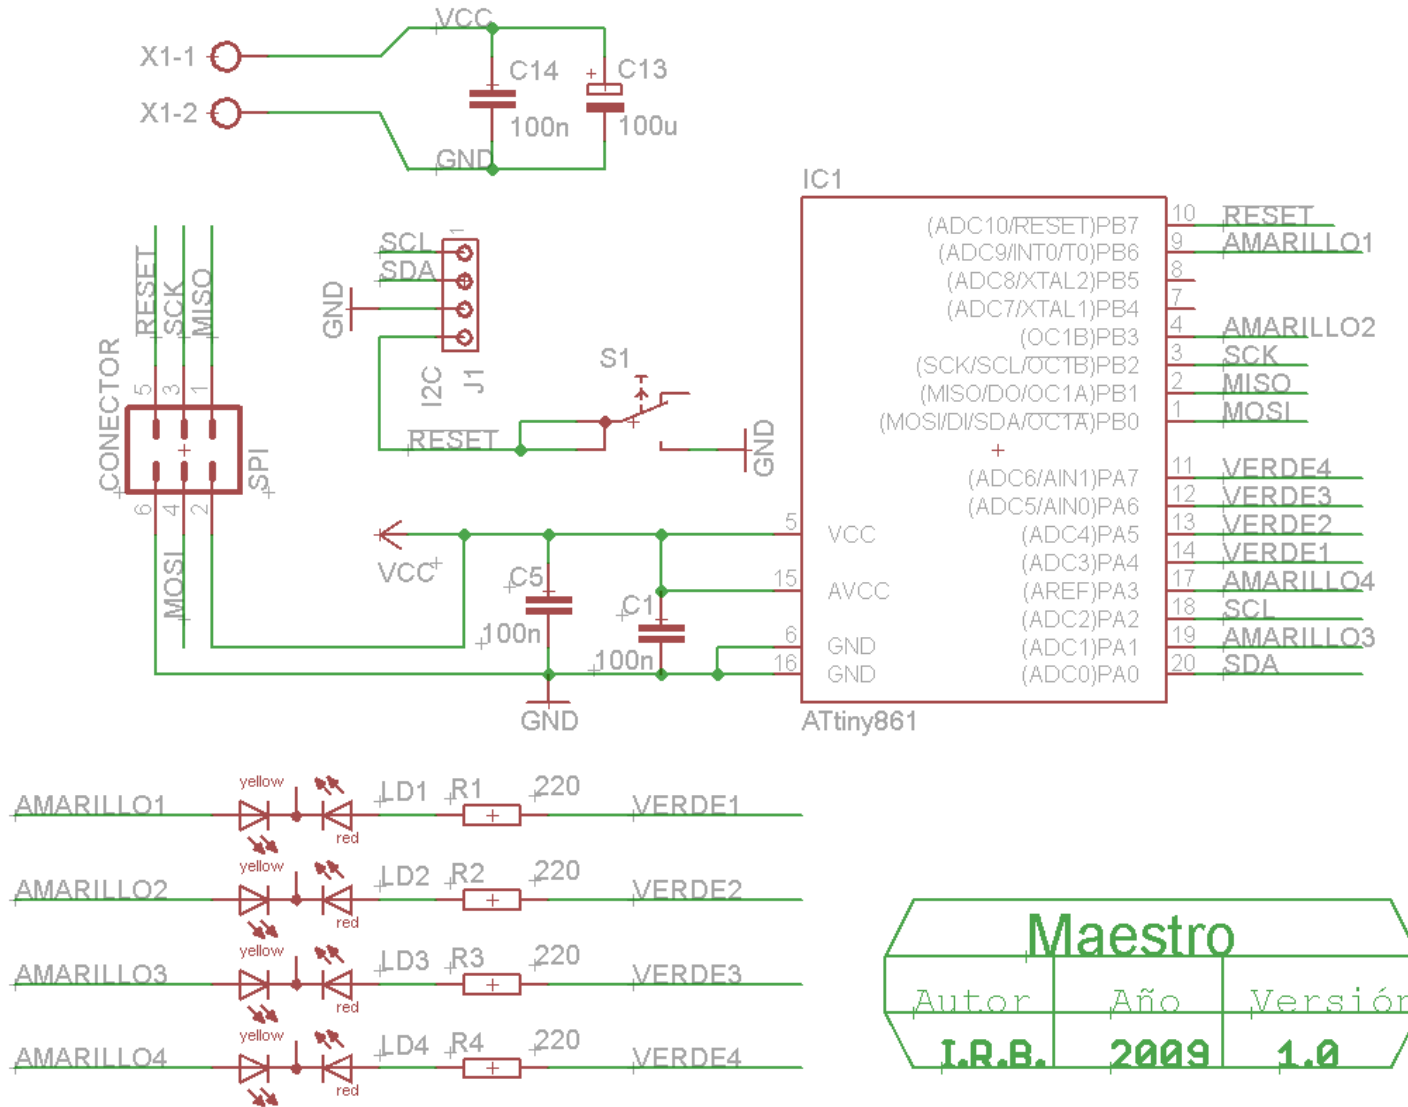 VCC
X1-1
X1-2
C14
100n
C13
100u
GND
IC1
(ADC10/RESET)PB7 10 RESET
(ADC9/INT0/T0)PB6 9 AMARILLO1
(ADC8/XTAL2)PB5 8
(ADC7/XTAL1)PB4 7
(OC1B)PB3 4 AMARILLO2
(SCK/SCL/OC1B)PB2 3 SCK
(MISO/DO/OC1A)PB1 2 MISO
(MOSI/DI/SDA/OC1A)PB0 1 MOSI
(ADC6/AIN1)PA7 11 VERDE4
(ADC5/AIN0)PA6 12 VERDE3
(ADC4)PA5 13 VERDE2
(ADC3)PA4 14 VERDE1
(AREF)PA3 17 AMARILLO4
(ADC2)PA2 18 SCL
(ADC1)PA1 19 AMARILLO3
(ADC0)PA0 20 SDA
5 VCC
15 AVCC
6 GND
16 GND
ATtiny861
RESET
SCK
MISO
5 3 1
CONECTOR
SPI
6 4 2
MOSI
1
SCL
SDA
GND
I2C
J1
RESET
S1
GND
VCC
C5
100n
C1
100n
GND
AMARILLO1 yellow red LD1 R1 220 VERDE1
AMARILLO2 yellow red LD2 R2 220 VERDE2
AMARILLO3 yellow red LD3 R3 220 VERDE3
AMARILLO4 yellow red LD4 R4 220 VERDE4
Maestro
Autor Año Versión
I.R.B. 2009 1.0